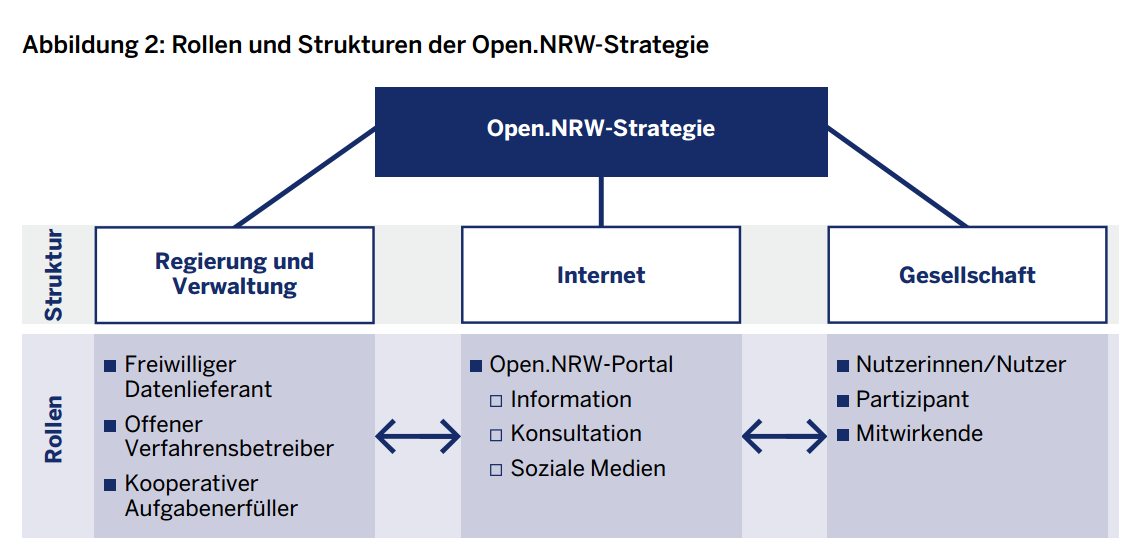 Abbildung 2: Rollen und Strukturen der Open.NRW-Strategie
Open.NRW-Strategie
Struktur
Regierung und
Verwaltung
Internet
Gesellschaft
Rollen
Freiwilliger
Datenlieferant
Offener
Verfahrensbetreiber
Kooperativer
Aufgabenerfüller
Open.NRW-Portal
Information
Konsultation
Soziale Medien
Nutzerinnen/Nutzer
Partizipant
Mitwirkende